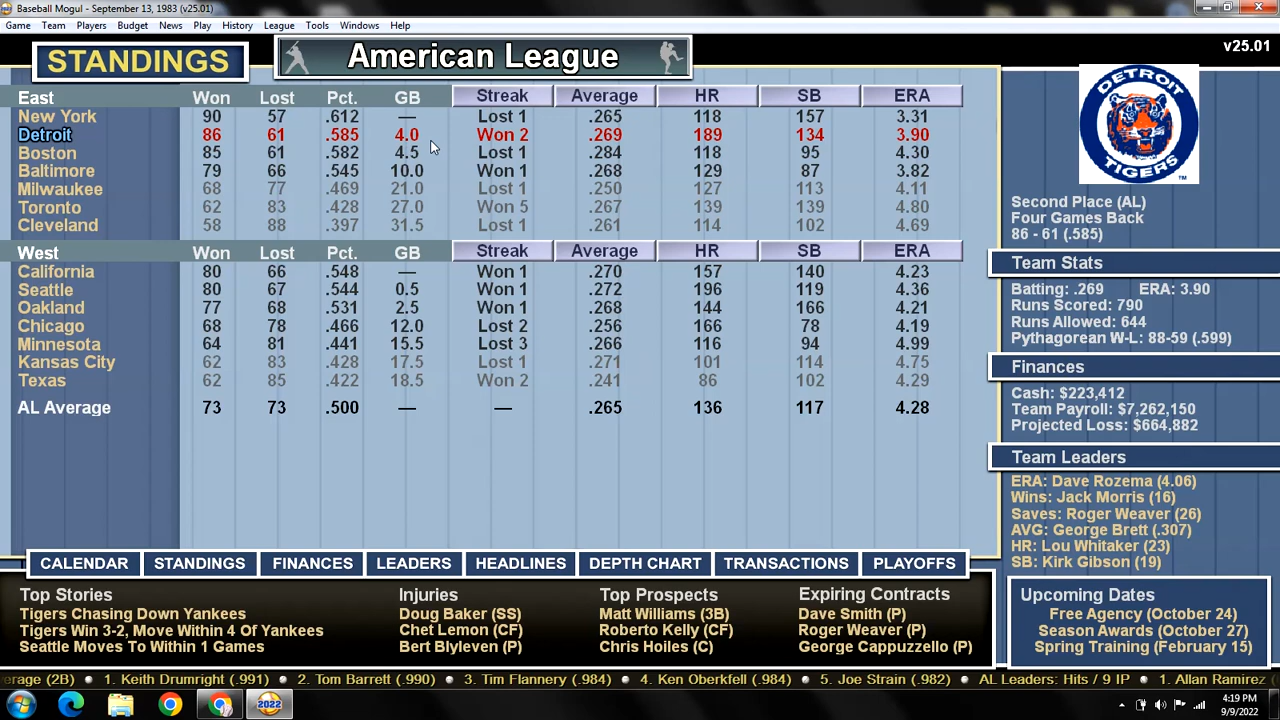 Baseball Mogul - September 13, 1983 (v25.01)
Game Team Players Budget News Play History League Tools Windows Help
STANDINGS American League v25.01
East Won Lost Pct. GB Streak Average HR SB ERA
New York 90 57 .612 — Lost 1 .265 118 157 3.31
Detroit 86 61 .585 4.0 Won 2 .269 189 134 3.90
Boston 85 61 .582 4.5 Lost 1 .284 118 95 4.30
Baltimore 79 66 .545 10.0 Won 1 .268 129 87 3.82
Milwaukee 68 77 .469 21.0 Lost 1 .250 127 113 4.11
Toronto 62 83 .428 27.0 Won 5 .267 139 139 4.80
Cleveland 58 88 .397 31.5 Lost 1 .261 114 102 4.69
West Won Lost Pct. GB Streak Average HR SB ERA
California 80 66 .548 — Won 1 .270 157 140 4.23
Seattle 80 67 .544 0.5 Won 1 .272 196 119 4.36
Oakland 77 68 .531 2.5 Won 1 .268 144 166 4.21
Chicago 68 78 .466 12.0 Lost 2 .256 166 78 4.19
Minnesota 64 81 .441 15.5 Lost 3 .266 116 94 4.99
Kansas City 62 83 .428 17.5 Lost 1 .271 101 114 4.75
Texas 62 85 .422 18.5 Won 2 .241 86 102 4.29
AL Average 73 73 .500 — — .265 136 117 4.28
DETROIT
TIGERS
Second Place (AL)
Four Games Back
86 - 61 (.585)
Team Stats
Batting: .269 ERA: 3.90
Runs Scored: 790
Runs Allowed: 644
Pythagorean W-L: 88-59 (.599)
Finances
Cash: $223,412
Team Payroll: $7,262,150
Projected Loss: $664,882
Team Leaders
ERA: Dave Rozema (4.06)
Wins: Jack Morris (16)
Saves: Roger Weaver (26)
AVG: George Brett (.307)
HR: Lou Whitaker (23)
SB: Kirk Gibson (19)
CALENDAR STANDINGS FINANCES LEADERS HEADLINES DEPTH CHART TRANSACTIONS PLAYOFFS
Top Stories
Tigers Chasing Down Yankees
Tigers Win 3-2, Move Within 4 Of Yankees
Seattle Moves To Within 1 Games
Injuries
Doug Baker (SS)
Chet Lemon (CF)
Bert Blyleven (P)
Top Prospects
Matt Williams (3B)
Roberto Kelly (CF)
Chris Hoiles (C)
Expiring Contracts
Dave Smith (P)
Roger Weaver (P)
George Cappuzzello (P)
Upcoming Dates
Free Agency (October 24)
Season Awards (October 27)
Spring Training (February 15)
verage (2B) • 1. Keith Drumright (.991) • 2. Tom Barrett (.990) • 3. Tim Flannery (.984) • 4. Ken Oberkfell (.984) • 5. Joe Strain (.982) • AL Leaders: Hits / 9 IP • 1. Allan Ramirez (
2022
4:19 PM
9/9/2022